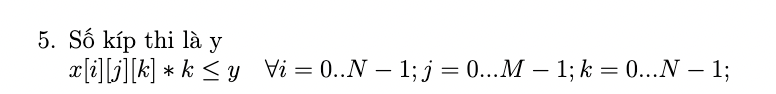 5. Số kíp thi là y
x[i][j][k] ∗ k ≤ y ∀i = 0..N − 1; j = 0...M − 1; k = 0...N − 1;